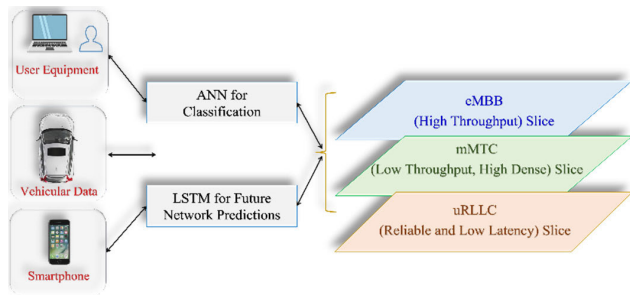 User Equipment
Vehicular Data
Smartphone
ANN for
Classification
LSTM for Future
Network Predictions
eMBB
(High Throughput) Slice
mMTC
(Low Throughput, High Dense) Slice
uRLLC
(Reliable and Low Latency) Slice